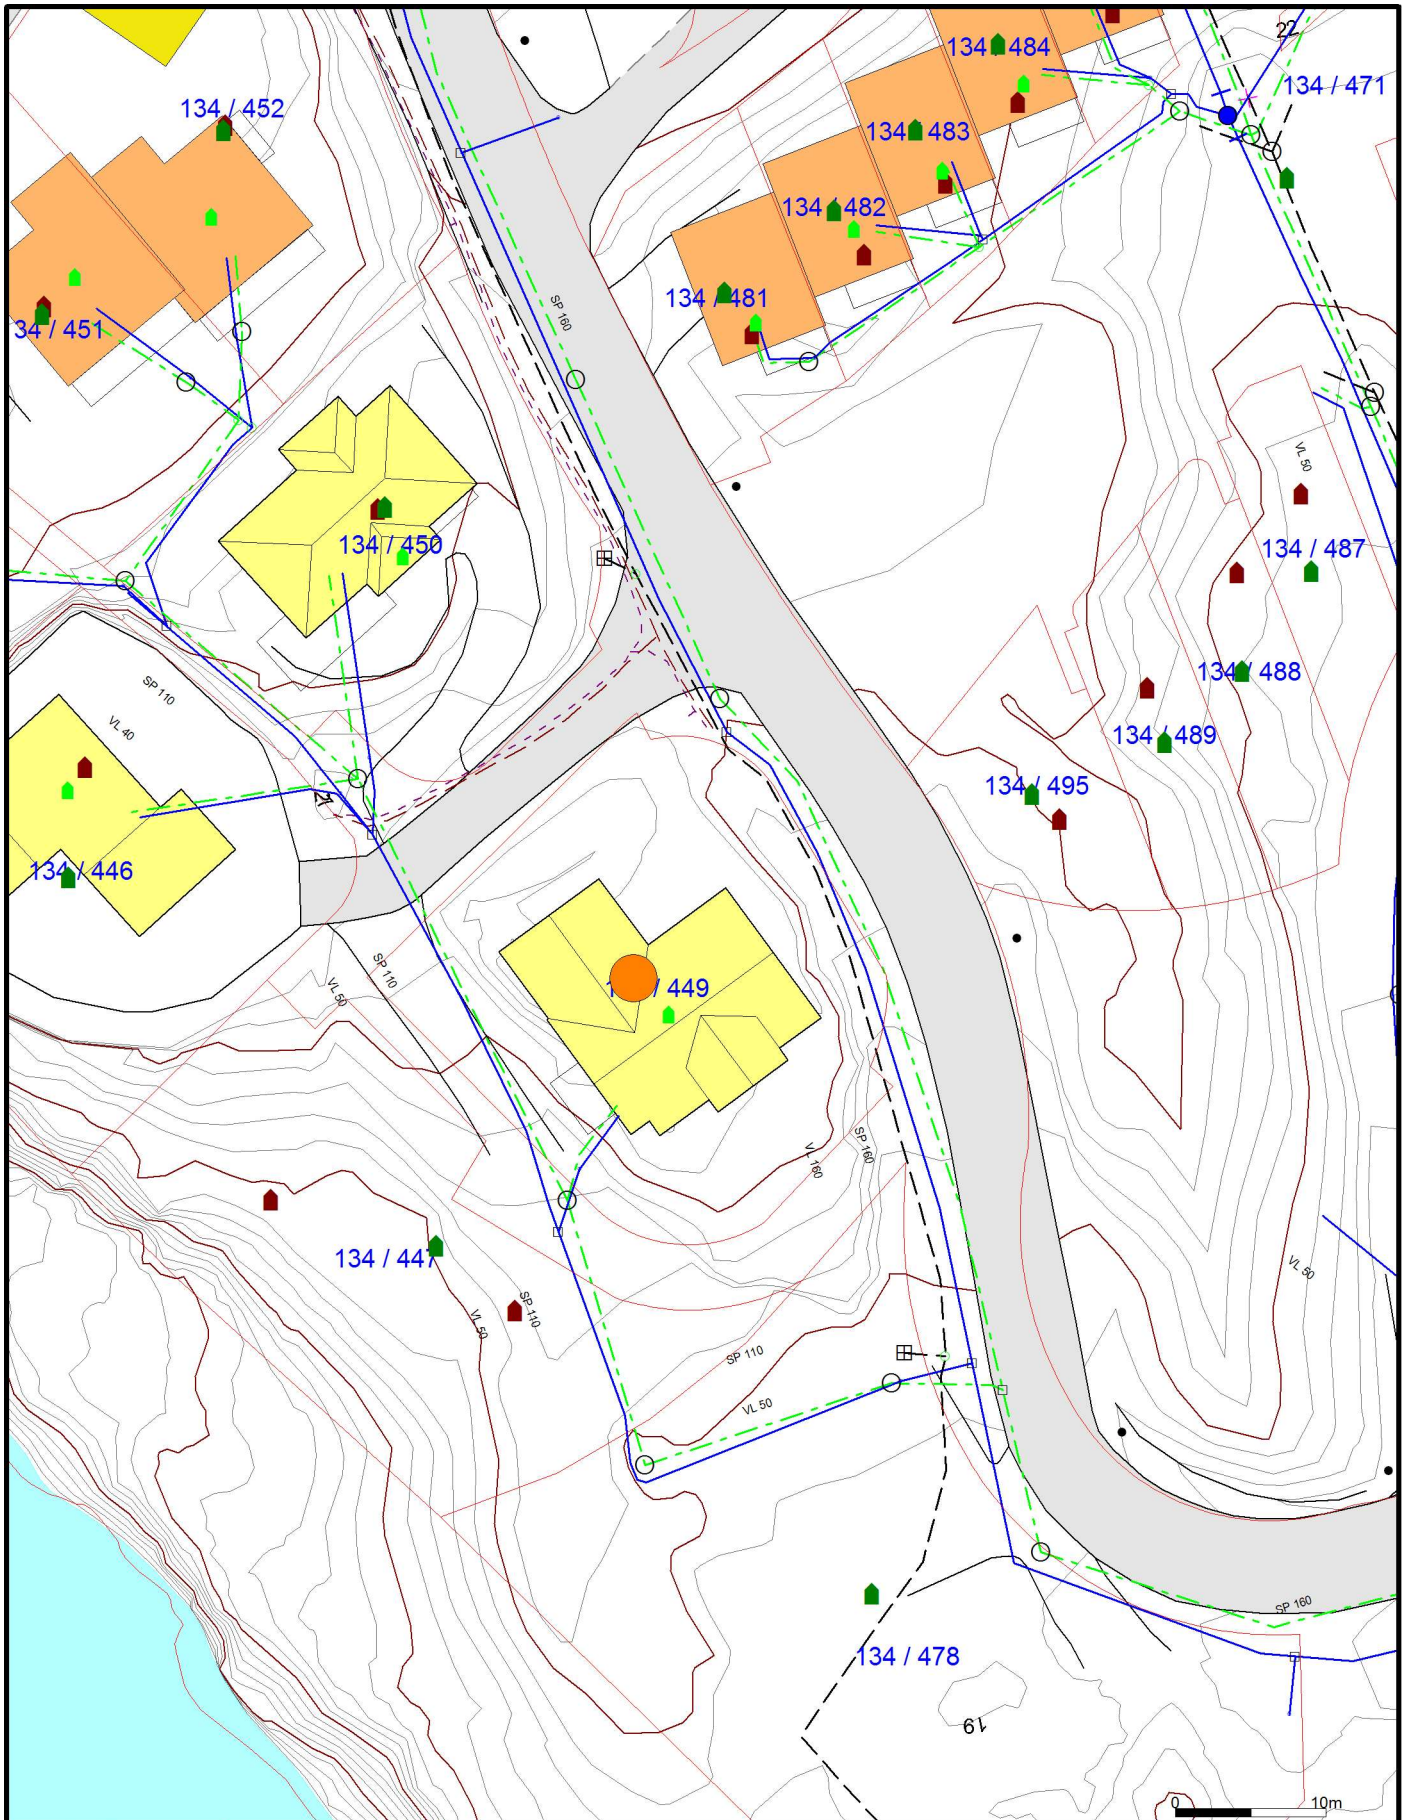 22
134 / 484
134 / 471
134 / 452
134 / 483
134 / 482
134 / 481
SP 160
34 / 451
VL 50
134 / 450
134 / 487
134 / 488
SP 110
VL 40
134 / 489
134 / 495
21
134 / 446
SP 110
VL 50
/ 449
VL 160
SP 160
134 / 447
VL 50
SP 110
VL 50
SP 110
VL 50
SP 160
134 / 478
19
0 10m